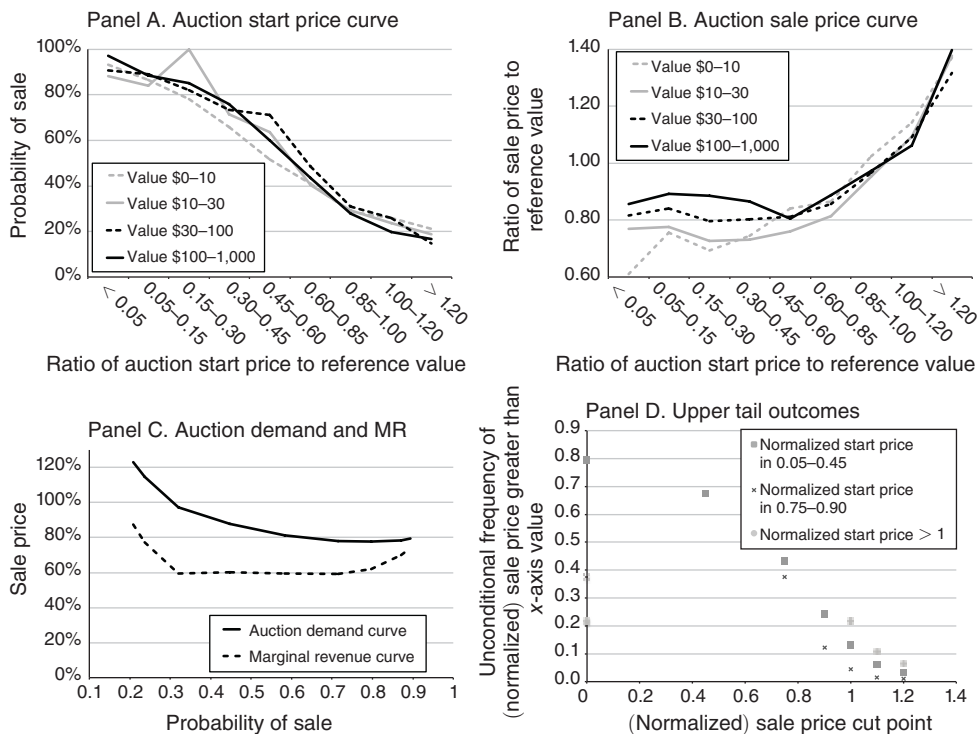 Panel A. Auction start price curve
Probability of sale
100%
80%
60%
40%
20%
0%
Value $0–10
Value $10–30
Value $30–100
Value $100–1,000
< 0.05
0.05–0.15
0.15–0.30
0.30–0.45
0.45–0.60
0.60–0.85
0.85–1.00
1.00–1.20
> 1.20
Ratio of auction start price to reference value
Panel B. Auction sale price curve
Ratio of sale price to
reference value
1.40
1.20
1.00
0.80
0.60
Value $0–10
Value $10–30
Value $30–100
Value $100–1,000
< 0.05
0.05–0.15
0.15–0.30
0.30–0.45
0.45–0.60
0.60–0.85
0.85–1.00
1.00–1.20
> 1.20
Ratio of auction start price to reference value
Panel C. Auction demand and MR
Sale price
120%
100%
80%
60%
40%
20%
0%
Auction demand curve
Marginal revenue curve
0.1 0.2 0.3 0.4 0.5 0.6 0.7 0.8 0.9 1
Probability of sale
Panel D. Upper tail outcomes
Unconditional frequency of
(normalized) sale price greater than
x-axis value
0.9
0.8
0.7
0.6
0.5
0.4
0.3
0.2
0.1
0.0
Normalized start price
in 0.05–0.45
Normalized start price
in 0.75–0.90
Normalized start price > 1
0 0.2 0.4 0.6 0.8 1 1.2 1.4
(Normalized) sale price cut point